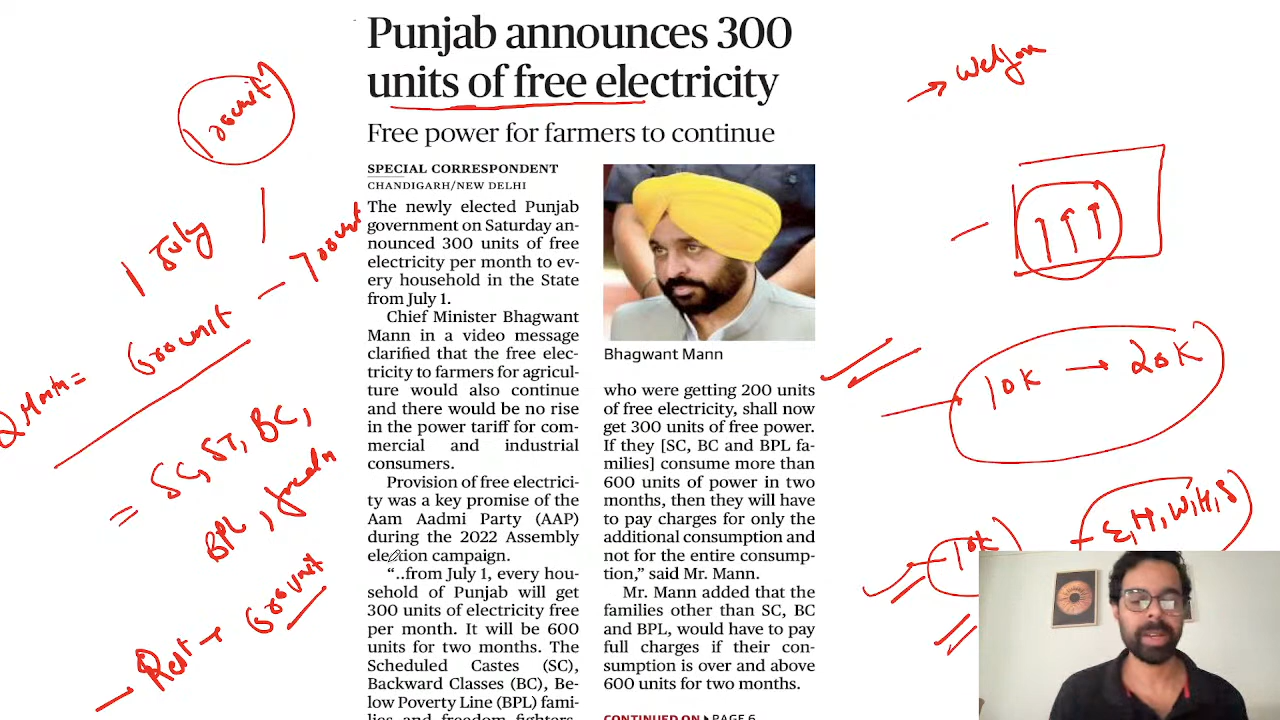 Punjab announces 300
units of free electricity
Free power for farmers to continue
SPECIAL CORRESPONDENT
CHANDIGARH/NEW DELHI
The newly elected Punjab
government on Saturday an-
nounced 300 units of free
electricity per month to ev-
ery household in the State
from July 1.
Chief Minister Bhagwant
Mann in a video message
clarified that the free elec-
tricity to farmers for agricul-
ture would also continue
and there would be no rise
in the power tariff for com-
mercial and industrial
consumers.
Provision of free electrici-
ty was a key promise of the
Aam Aadmi Party (AAP)
during the 2022 Assembly
election campaign.
“..from July 1, every hou-
sehold of Punjab will get
300 units of electricity free
per month. It will be 600
units for two months. The
Scheduled Castes (SC),
Backward Classes (BC), Be-
low Poverty Line (BPL) fami-
lies and freedom fighters,
Bhagwant Mann
who were getting 200 units
of free electricity, shall now
get 300 units of free power.
If they [SC, BC and BPL fa-
milies] consume more than
600 units of power in two
months, then they will have
to pay charges for only the
additional consumption and
not for the entire consump-
tion,” said Mr. Mann.
Mr. Mann added that the
families other than SC, BC
and BPL, would have to pay
full charges if their con-
sumption is over and above
600 units for two months.
CONTINUED ON PAGE 6
100unit
1 July
2 Month = 600unit - 700unit
= SC, ST, BC,
BPL,
→ Rest → 600unit
→ Welfare
10K → 20K
10K
E, H, W, H, S